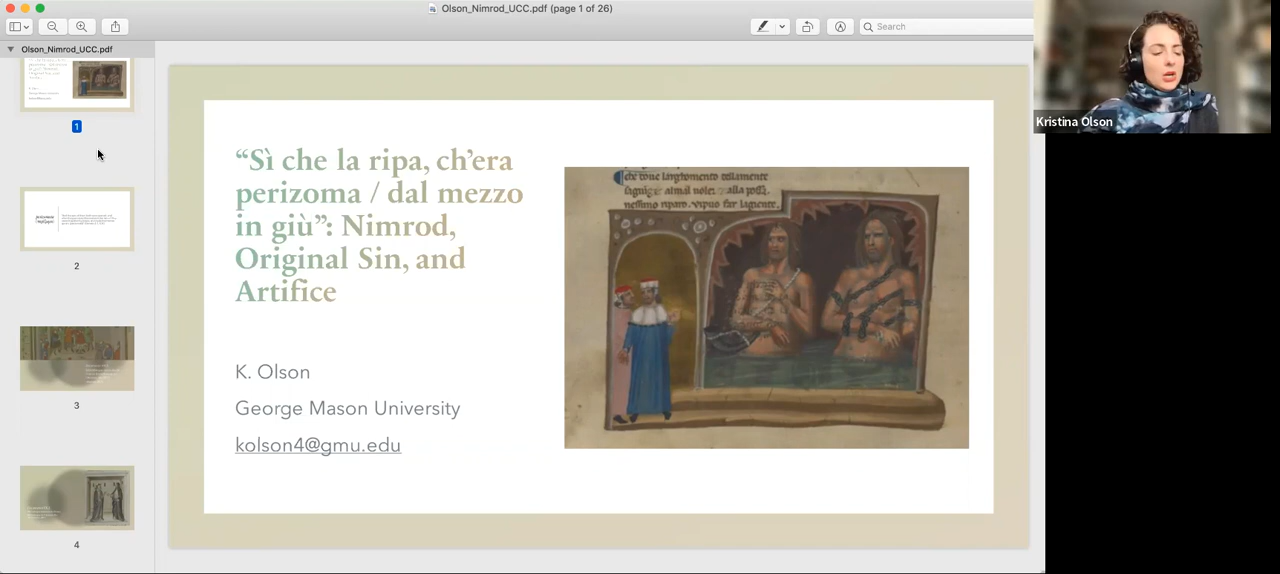 Olson_Nimrod_UCC.pdf (page 1 of 26)
Search
Olson_Nimrod_UCC.pdf
1
2
3
4
“Sì che la ripa, ch’era
perizoma / dal mezzo
in giù”: Nimrod,
Original Sin, and
Artifice
K. Olson
George Mason University
kolson4@gmu.edu
Kristina Olson